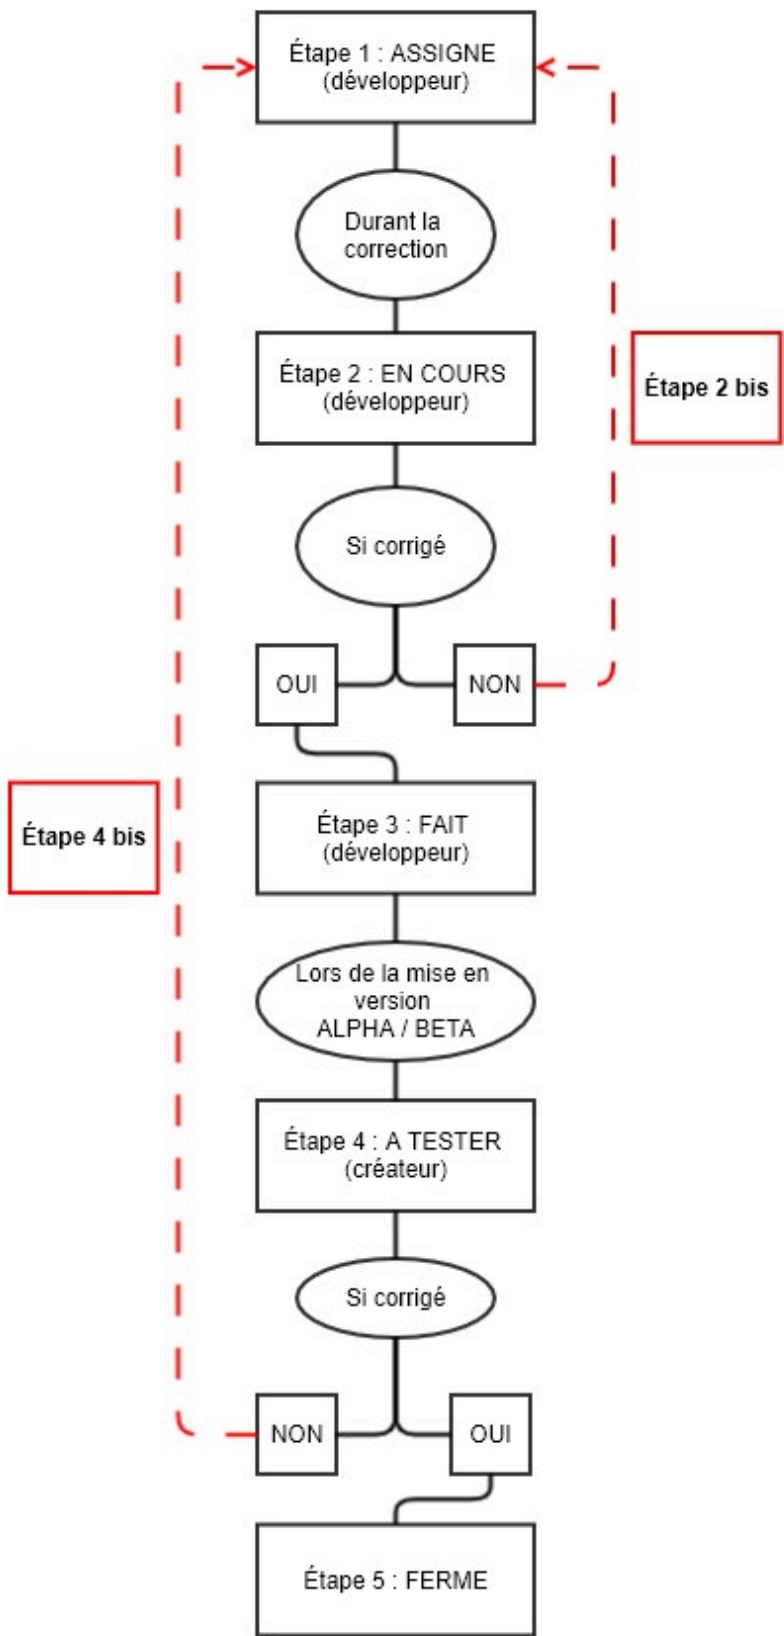 Étape 1 : ASSIGNE
(développeur)
Durant la
correction
Étape 2 : EN COURS
(développeur)
Étape 2 bis
Si corrigé
OUI
NON
Étape 3 : FAIT
(développeur)
Étape 4 bis
Lors de la mise en
version
ALPHA / BETA
Étape 4 : A TESTER
(créateur)
Si corrigé
NON
OUI
Étape 5 : FERME